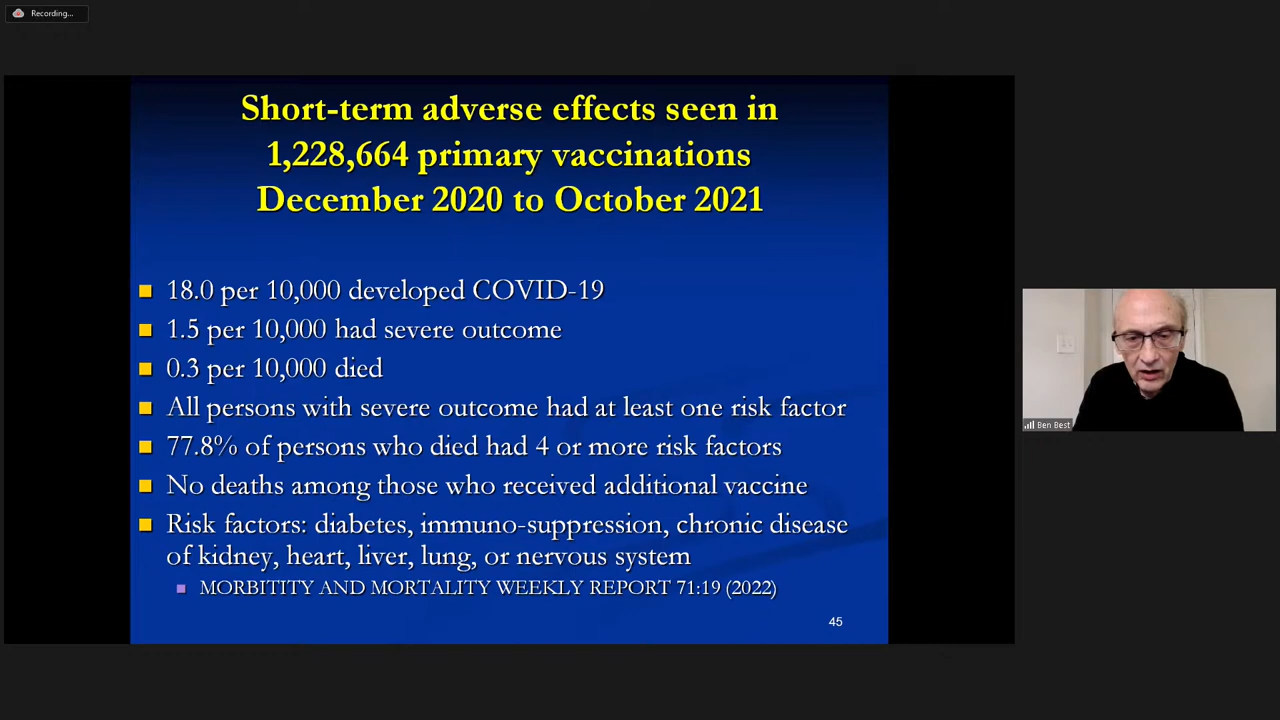 Recording...
Short-term adverse effects seen in
1,228,664 primary vaccinations
December 2020 to October 2021
18.0 per 10,000 developed COVID-19
1.5 per 10,000 had severe outcome
0.3 per 10,000 died
All persons with severe outcome had at least one risk factor
77.8% of persons who died had 4 or more risk factors
No deaths among those who received additional vaccine
Risk factors: diabetes, immuno-suppression, chronic disease
of kidney, heart, liver, lung, or nervous system
MORBITITY AND MORTALITY WEEKLY REPORT 71:19 (2022)
45
Ben Best